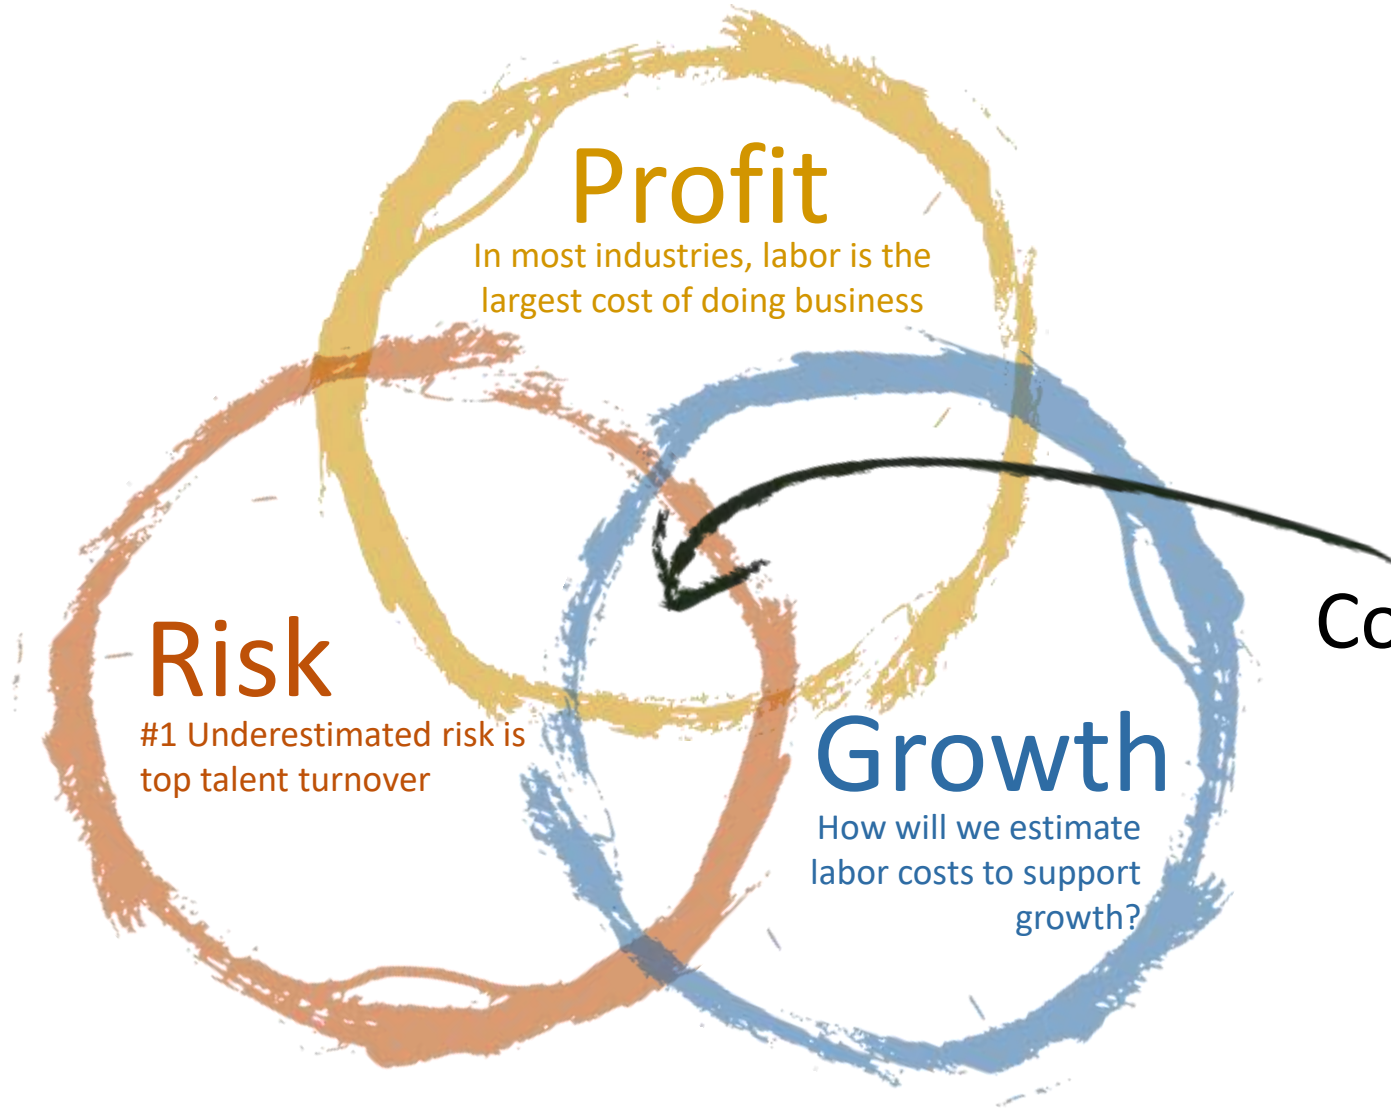 Profit
In most industries, labor is the
largest cost of doing business
Risk
#1 Underestimated risk is
top talent turnover
Growth
How will we estimate
labor costs to support
growth?